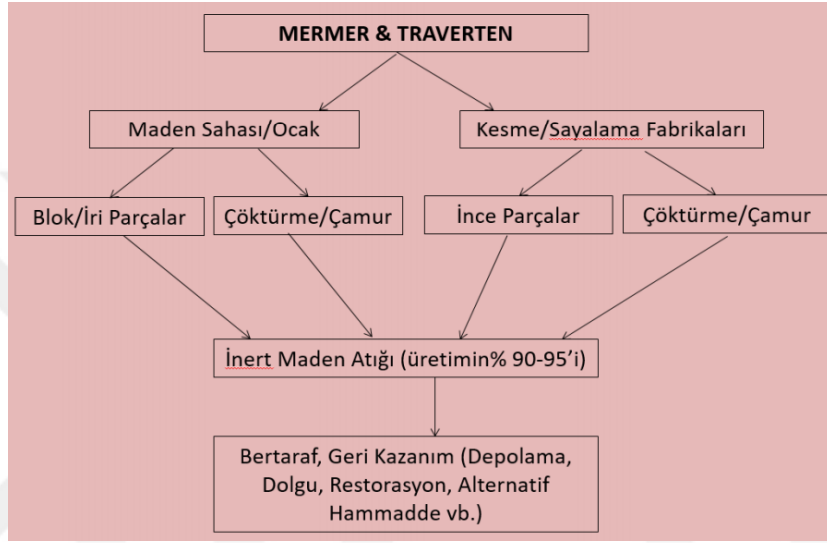 MERMER & TRAVERTEN
Maden Sahası/Ocak
Kesme/Sayalama Fabrikaları
Blok/İri Parçalar
Çöktürme/Çamur
İnce Parçalar
Çöktürme/Çamur
İnert Maden Atığı (üretimin% 90-95’i)
Bertaraf, Geri Kazanım (Depolama,
Dolgu, Restorasyon, Alternatif
Hammadde vb.)